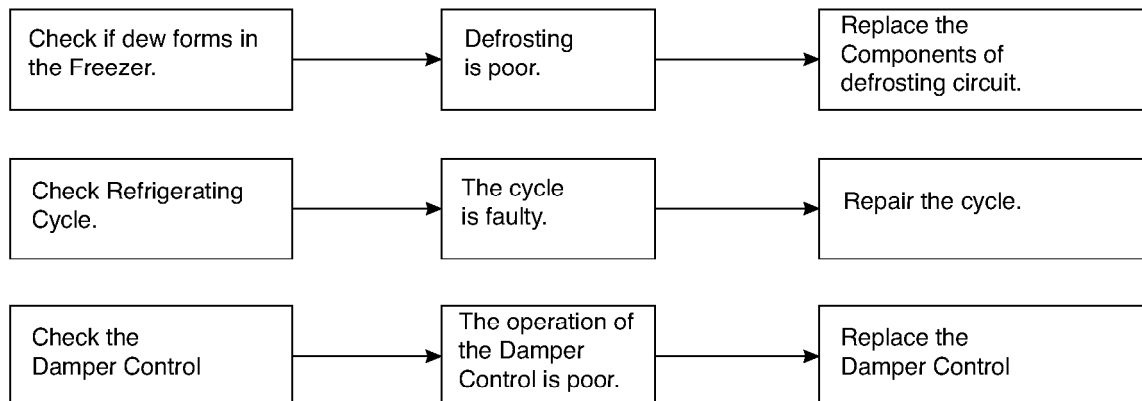 Check if dew forms in
the Freezer.
Defrosting
is poor.
Replace the
Components of
defrosting circuit.
Check Refrigerating
Cycle.
The cycle
is faulty.
Repair the cycle.
Check the
Damper Control
The operation of
the Damper
Control is poor.
Replace the
Damper Control